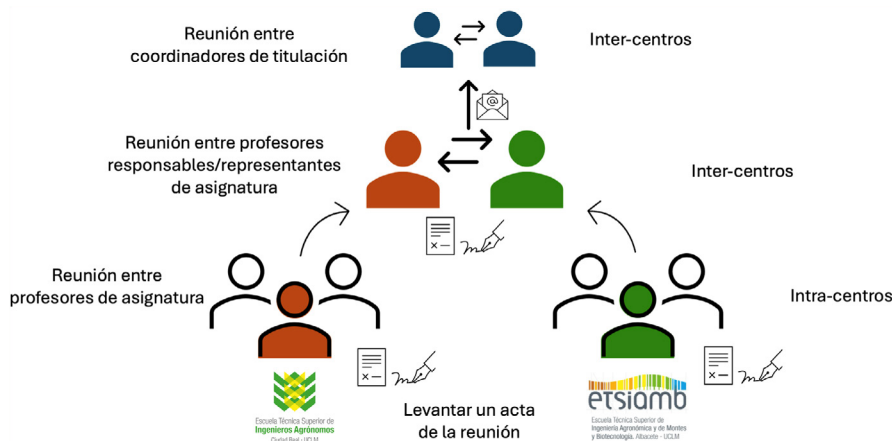 Reunión entre
coordinadores de titulación
Inter-centros
@
Reunión entre profesores
responsables/representantes
de asignatura
Inter-centros
Reunión entre
profesores de asignatura
Intra-centros
Escuela Técnica Superior de
Ingenieros Agrónomos
Ciudad Real - UCLM
Levantar un acta
de la reunión
etsiamb
Escuela Técnica Superior de
Ingeniería Agronómica y de Montes
y Biotecnología. Albacete - UCLM